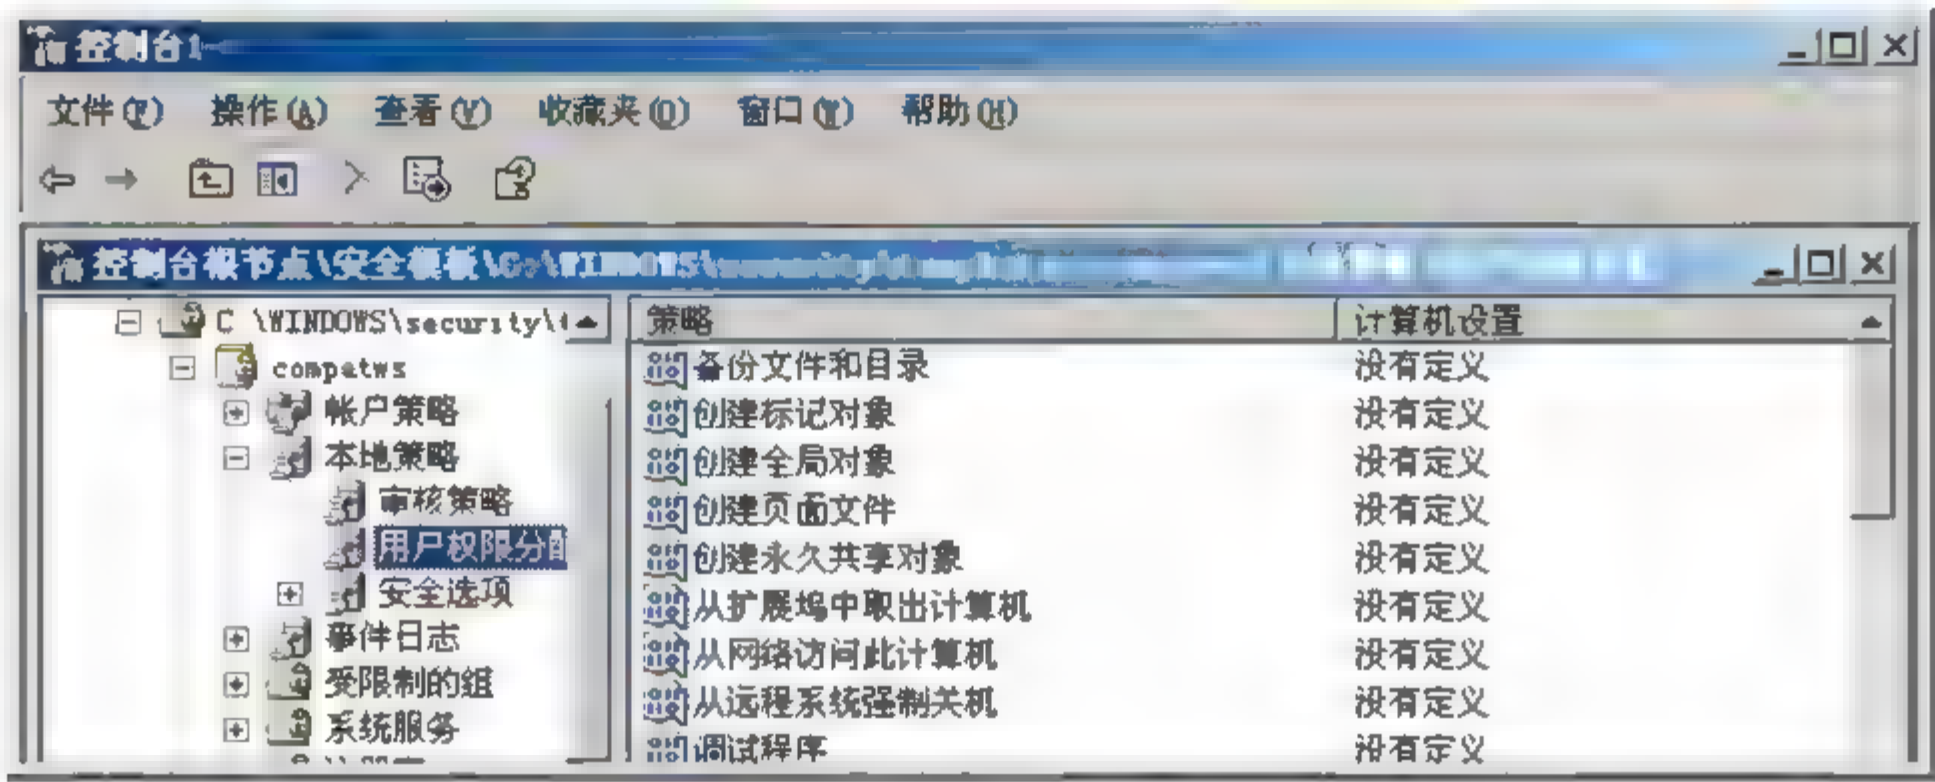 控制台1
文件(F) 操作(A) 查看(V) 收藏夹(O) 窗口(W) 帮助(H)
控制台根节点\安全模板\C:\WINDOWS\security\
C \WINDOWS\security\
策略 计算机设置
compatws
帐户策略
本地策略
审核策略
用户权限分配
安全选项
事件日志
受限制的组
系统服务
备份文件和目录 没有定义
创建标记对象 没有定义
创建全局对象 没有定义
创建页面文件 没有定义
创建永久共享对象 没有定义
从扩展坞中取出计算机 没有定义
从网络访问此计算机 没有定义
从远程系统强制关机 没有定义
调试程序 没有定义